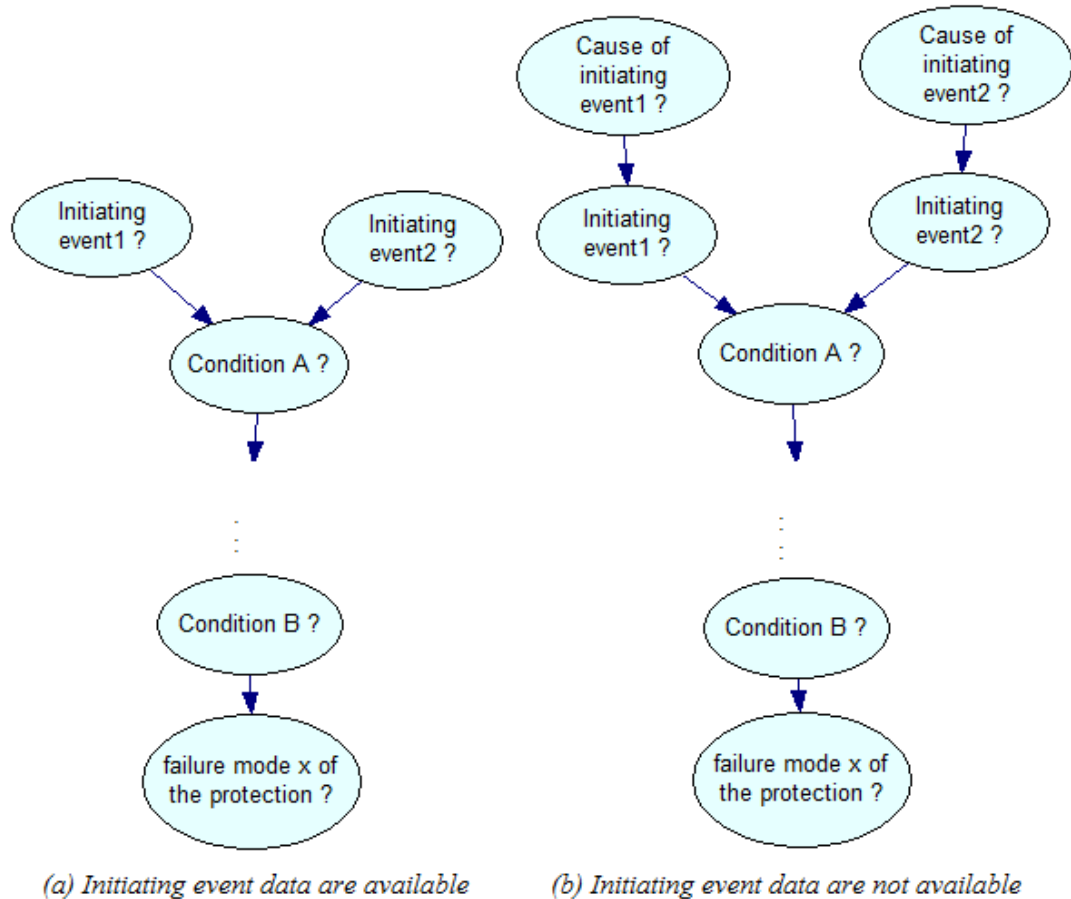 Initiating
event1 ?
Initiating
event2 ?
Condition A ?
Condition B ?
failure mode x of
the protection ?
(a) Initiating event data are available
Cause of
initiating
event1 ?
Cause of
initiating
event2 ?
Initiating
event1 ?
Initiating
event2 ?
Condition A ?
Condition B ?
failure mode x of
the protection ?
(b) Initiating event data are not available